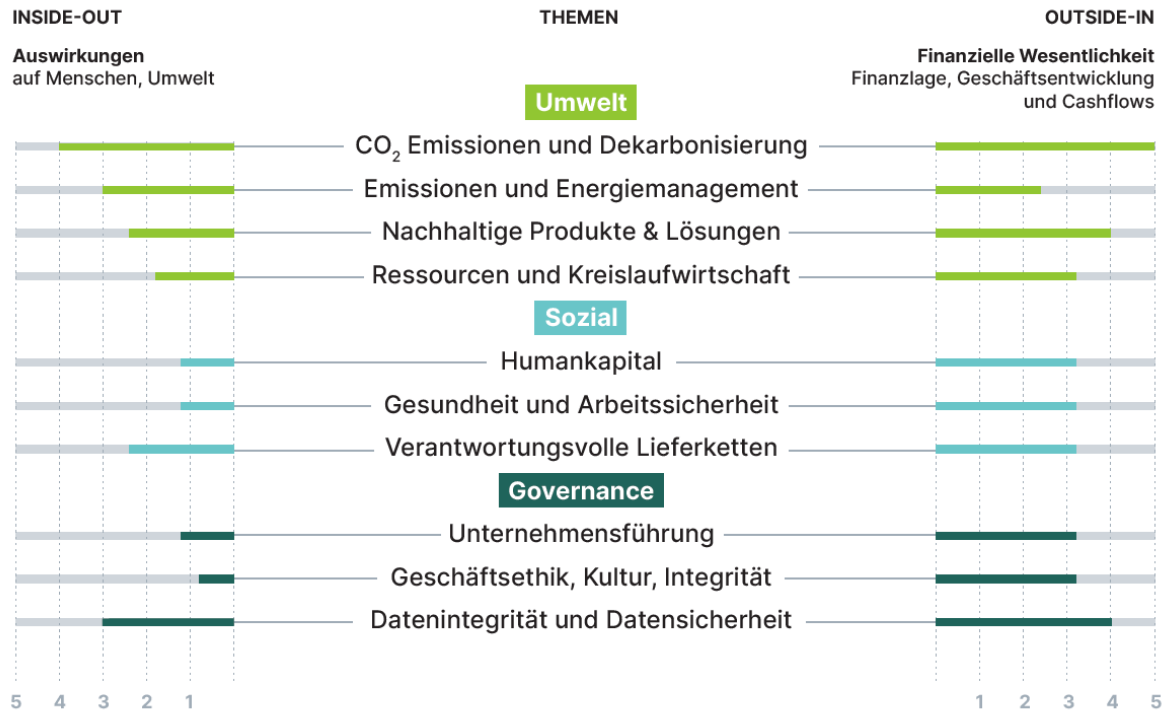 INSIDE-OUT
THEMEN
OUTSIDE-IN
Auswirkungen
auf Menschen, Umwelt
Finanzielle Wesentlichkeit
Finanzlage, Geschäftsentwicklung
und Cashflows
Umwelt
CO₂ Emissionen und Dekarbonisierung
Emissionen und Energiemanagement
Nachhaltige Produkte & Lösungen
Ressourcen und Kreislaufwirtschaft
Sozial
Humankapital
Gesundheit und Arbeitssicherheit
Verantwortungsvolle Lieferketten
Governance
Unternehmensführung
Geschäftsethik, Kultur, Integrität
Datenintegrität und Datensicherheit
5 4 3 2 1
1 2 3 4 5